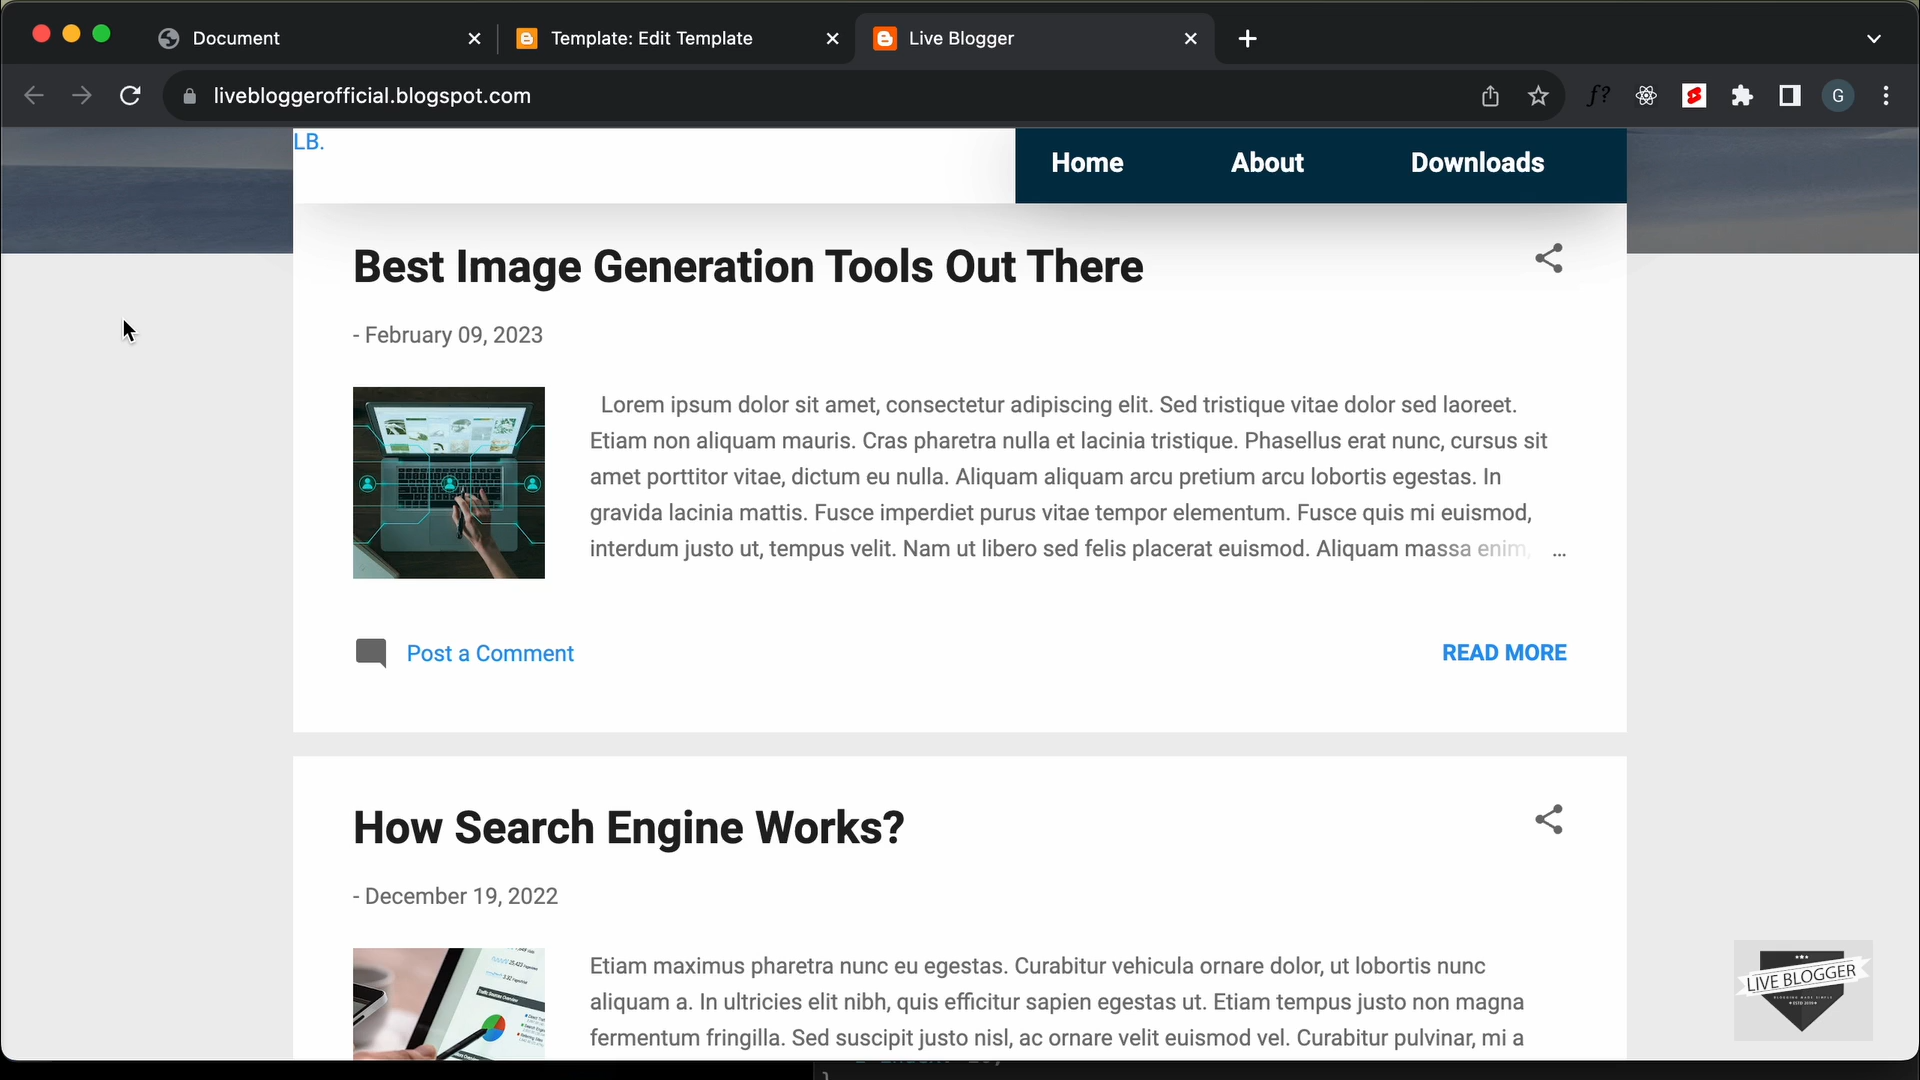 Document
Template: Edit Template
Live Blogger
livebloggerofficial.blogspot.com
f?
G
LB.
Home About Downloads
Best Image Generation Tools Out There
- February 09, 2023
Lorem ipsum dolor sit amet, consectetur adipiscing elit. Sed tristique vitae dolor sed laoreet.
Etiam non aliquam mauris. Cras pharetra nulla et lacinia tristique. Phasellus erat nunc, cursus sit
amet porttitor vitae, dictum eu nulla. Aliquam aliquam arcu pretium arcu lobortis egestas. In
gravida lacinia mattis. Fusce imperdiet purus vitae tempor elementum. Fusce quis mi euismod,
interdum justo ut, tempus velit. Nam ut libero sed felis placerat euismod. Aliquam massa enim, ...
Post a Comment
READ MORE
How Search Engine Works?
- December 19, 2022
Etiam maximus pharetra nunc eu egestas. Curabitur vehicula ornare dolor, ut lobortis nunc
aliquam a. In ultricies elit nibh, quis efficitur sapien egestas ut. Etiam tempus justo non magna
fermentum fringilla. Sed suscipit justo nisl, ac ornare velit euismod vel. Curabitur pulvinar, mi a
LIVE BLOGGER